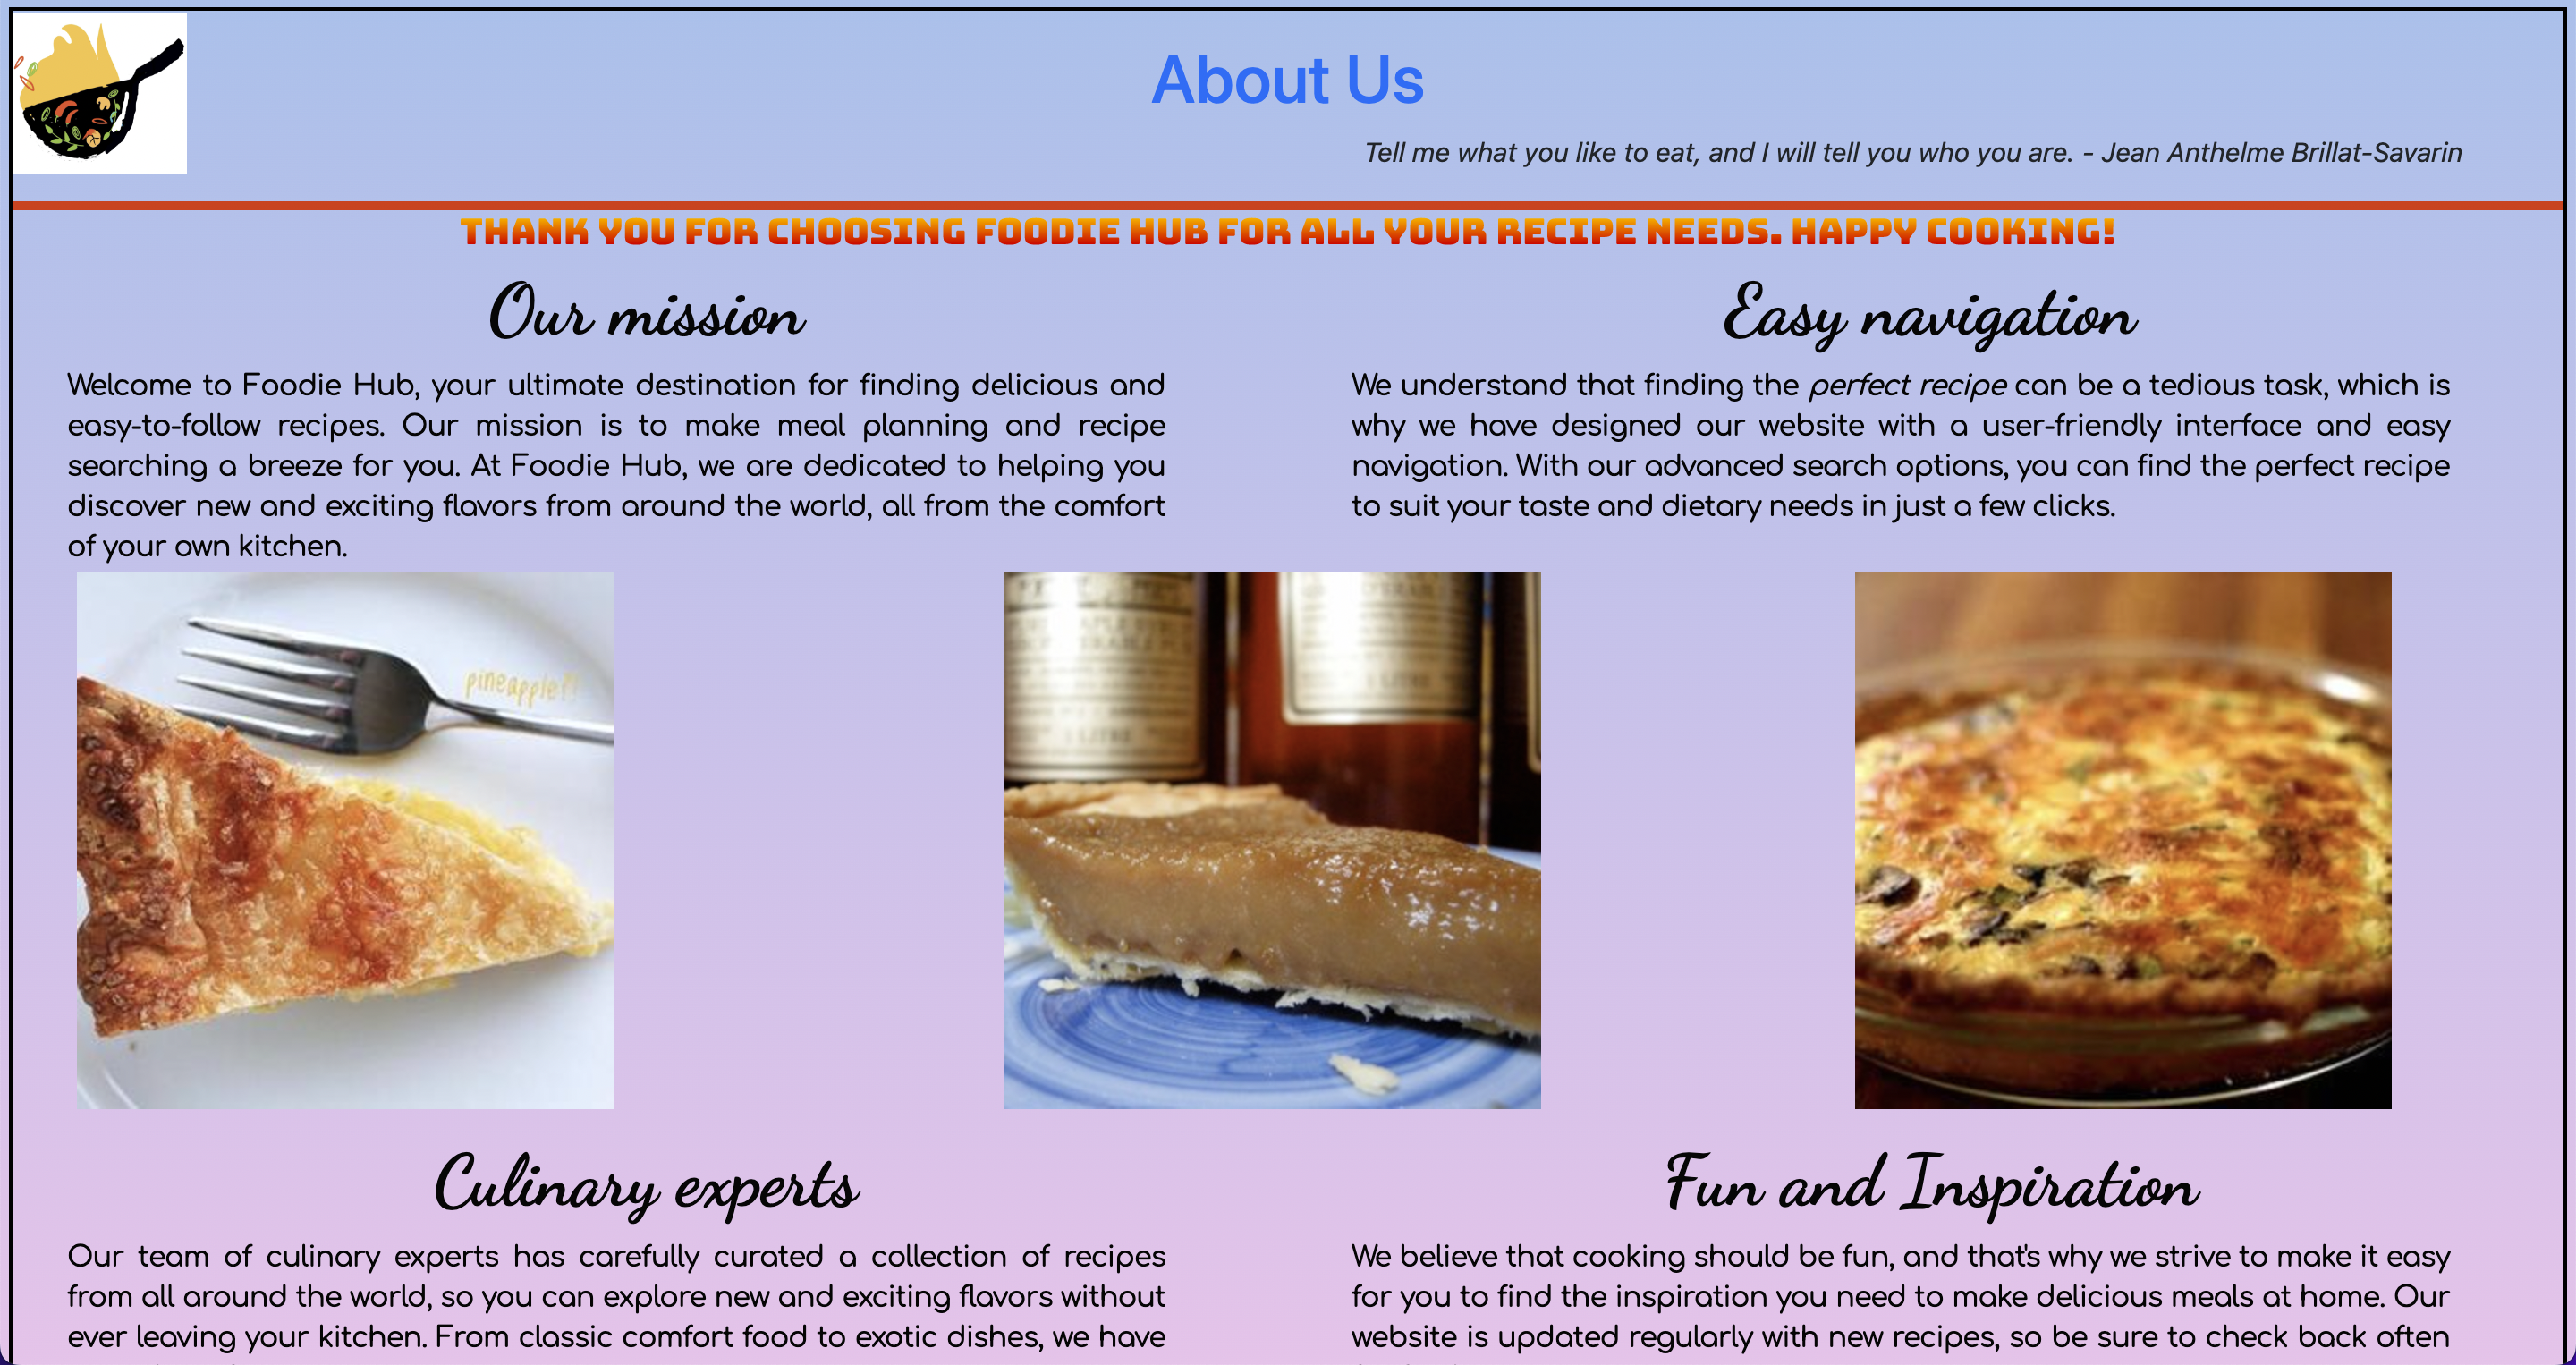 About Us
Tell me what you like to eat, and I will tell you who you are. - Jean Anthelme Brillat-Savarin
THANK YOU FOR CHOOSING FOODIE HUB FOR ALL YOUR RECIPE NEEDS. HAPPY COOKING!
Our mission
Welcome to Foodie Hub, your ultimate destination for finding delicious and
easy-to-follow recipes. Our mission is to make meal planning and recipe
searching a breeze for you. At Foodie Hub, we are dedicated to helping you
discover new and exciting flavors from around the world, all from the comfort
of your own kitchen.
Easy navigation
We understand that finding the perfect recipe can be a tedious task, which is
why we have designed our website with a user-friendly interface and easy
navigation. With our advanced search options, you can find the perfect recipe
to suit your taste and dietary needs in just a few clicks.
pineapple!!
1 LITRE
Culinary experts
Our team of culinary experts has carefully curated a collection of recipes
from all around the world, so you can explore new and exciting flavors without
ever leaving your kitchen. From classic comfort food to exotic dishes, we have
Fun and Inspiration
We believe that cooking should be fun, and that's why we strive to make it easy
for you to find the inspiration you need to make delicious meals at home. Our
website is updated regularly with new recipes, so be sure to check back often